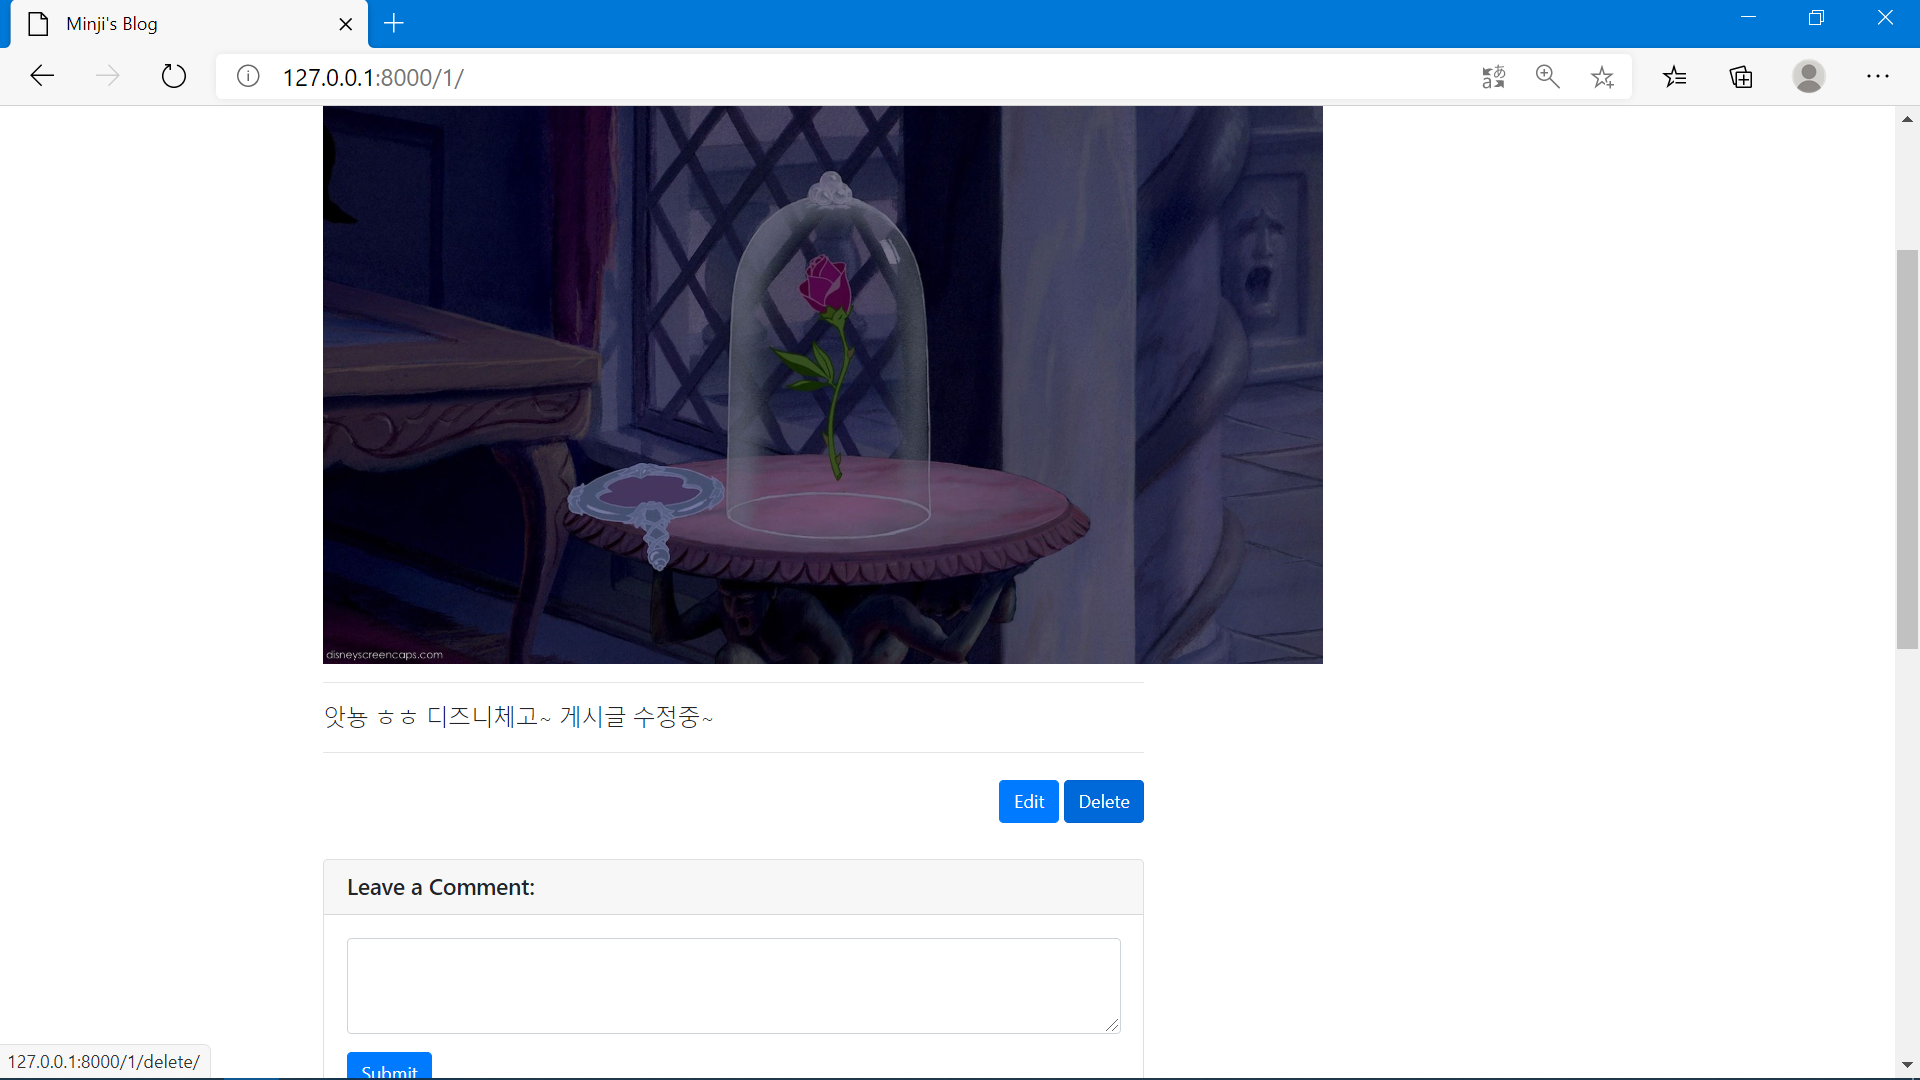 Minji's Blog
127.0.0.1:8000/1/
disneyscreencaps.com
앗뇽 ㅎㅎ 디즈니체고~ 게시글 수정중~
Edit Delete
Leave a Comment:
Submit
127.0.0.1:8000/1/delete/